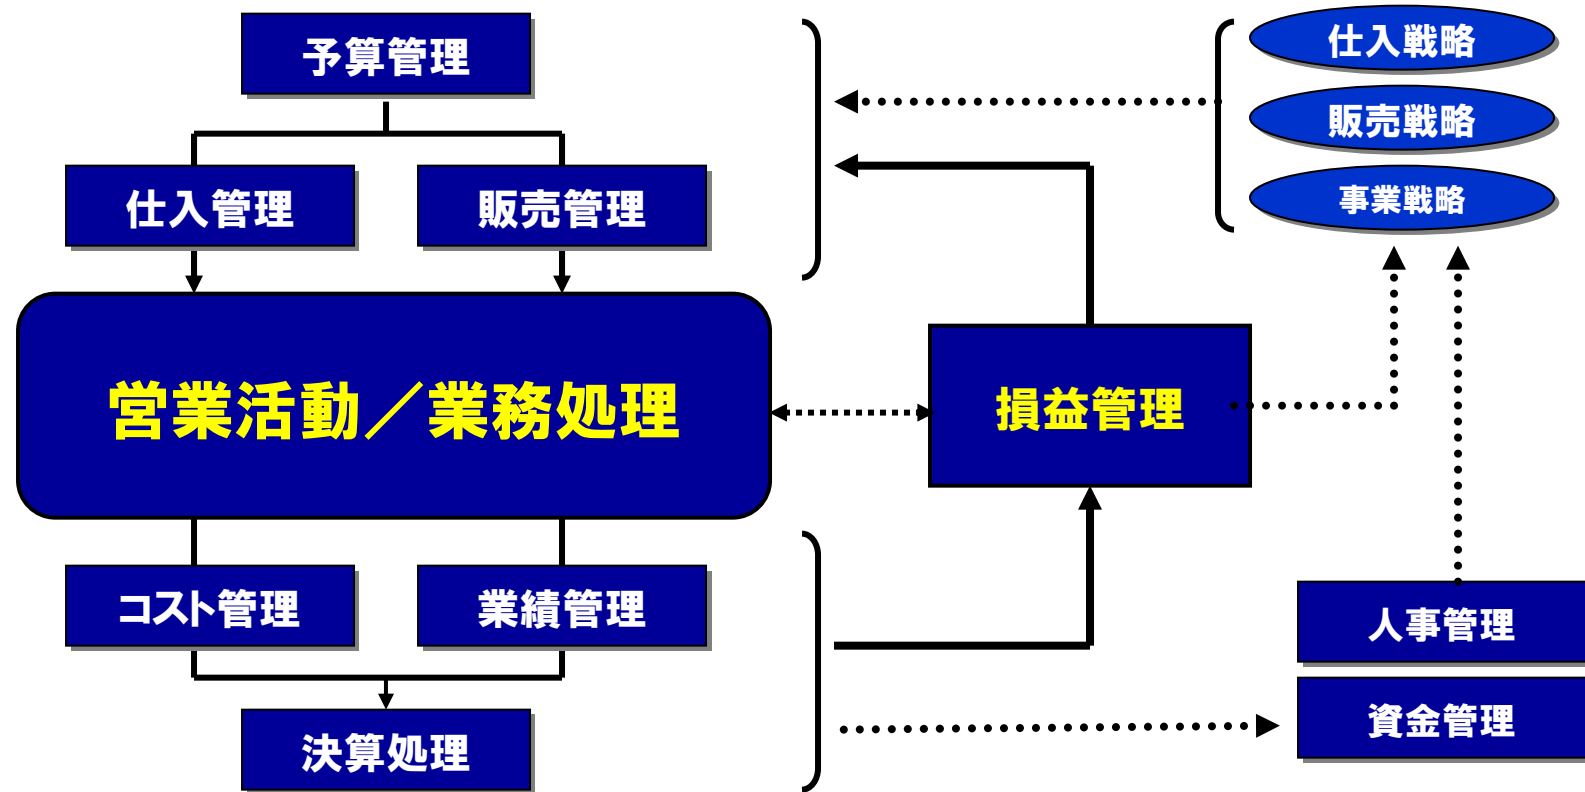 予算管理
仕入管理
販売管理
営業活動／業務処理
コスト管理
業績管理
決算処理
損益管理
仕入戦略
販売戦略
事業戦略
人事管理
資金管理